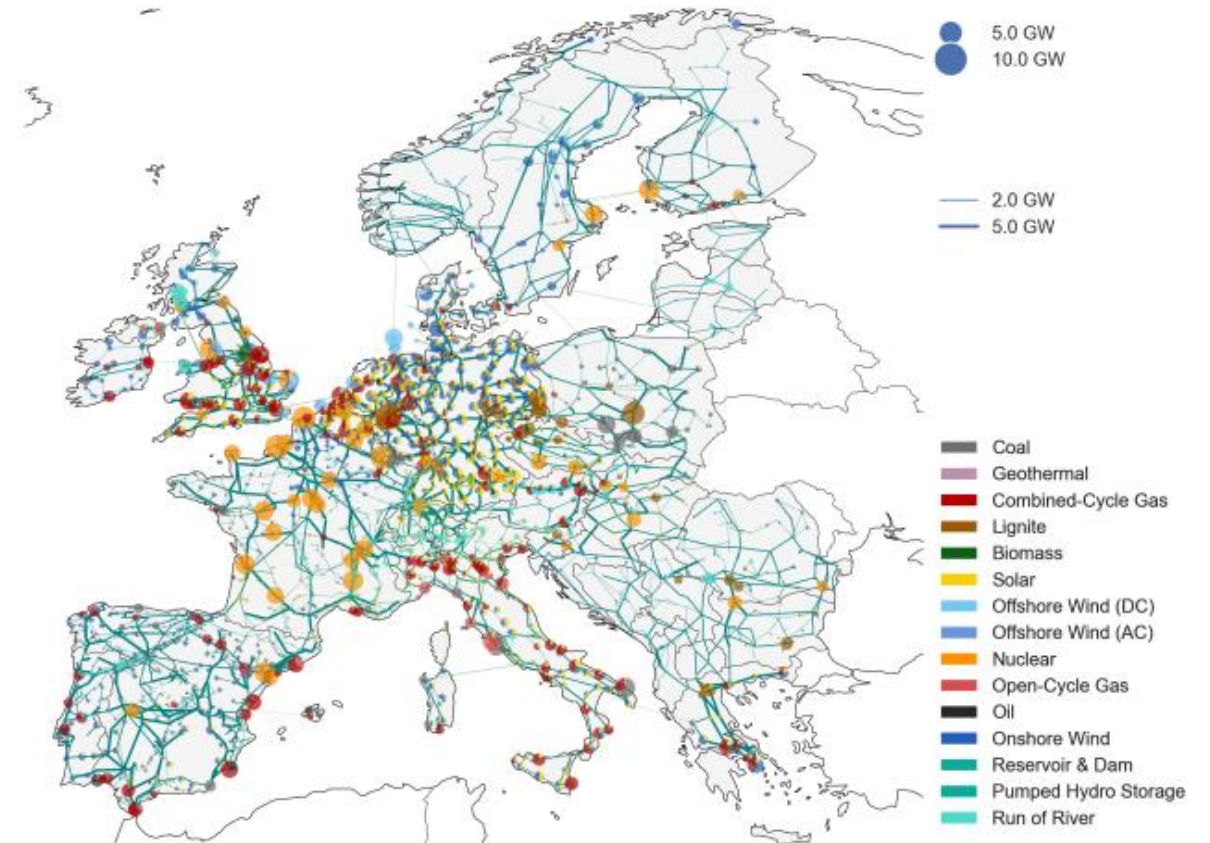 5.0 GW
10.0 GW
2.0 GW
5.0 GW
Coal
Geothermal
Combined-Cycle Gas
Lignite
Biomass
Solar
Offshore Wind (DC)
Offshore Wind (AC)
Nuclear
Open-Cycle Gas
Oil
Onshore Wind
Reservoir & Dam
Pumped Hydro Storage
Run of River